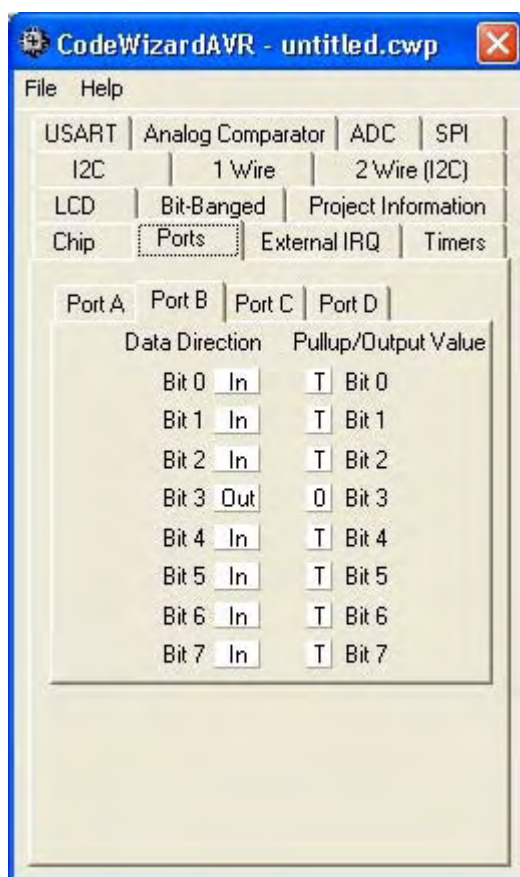 CodeWizardAVR - untitled.cwp
File Help
USART Analog Comparator ADC SPI
I2C 1 Wire 2 Wire (I2C)
LCD Bit-Banged Project Information
Chip Ports External IRQ Timers
Port A Port B Port C Port D
Data Direction Pullup/Output Value
Bit 0 In T Bit 0
Bit 1 In T Bit 1
Bit 2 In T Bit 2
Bit 3 Out 0 Bit 3
Bit 4 In T Bit 4
Bit 5 In T Bit 5
Bit 6 In T Bit 6
Bit 7 In T Bit 7